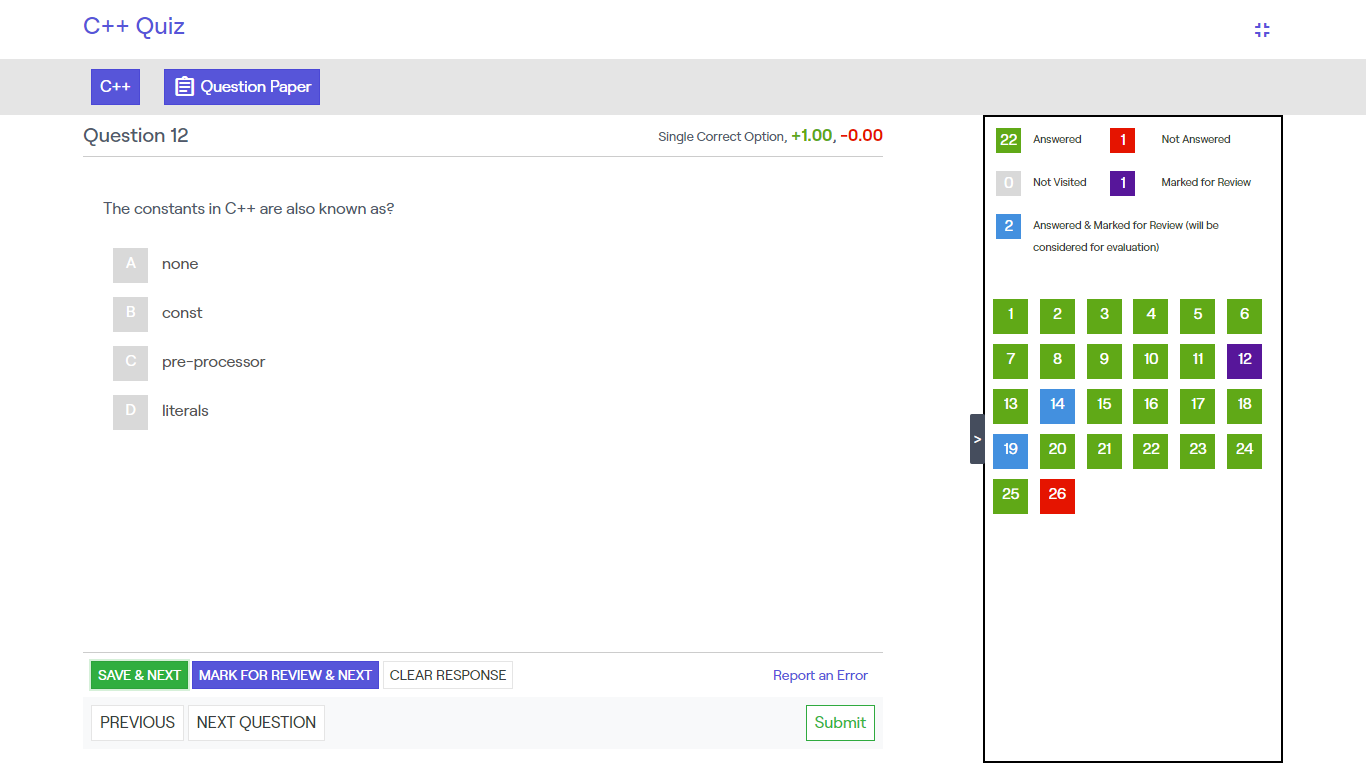 C++ Quiz
C++
Question Paper
Question 12
Single Correct Option, +1.00, -0.00
The constants in C++ are also known as?
A none
B const
C pre-processor
D literals
SAVE & NEXT
MARK FOR REVIEW & NEXT
CLEAR RESPONSE
Report an Error
PREVIOUS
NEXT QUESTION
Submit
>
22 Answered 1 Not Answered
0 Not Visited 1 Marked for Review
2 Answered & Marked for Review (will be
considered for evaluation)
1 2 3 4 5 6
7 8 9 10 11 12
13 14 15 16 17 18
19 20 21 22 23 24
25 26